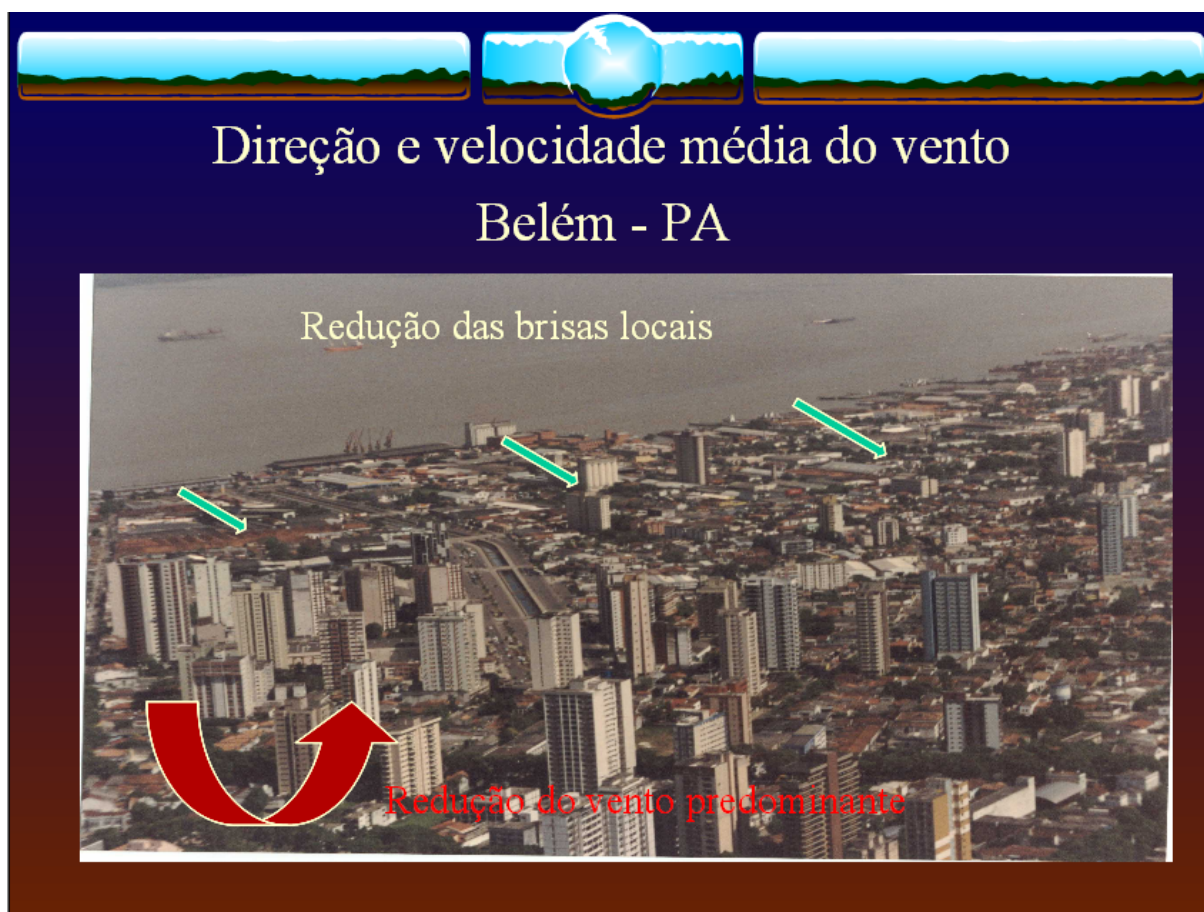 Direção e velocidade média do vento
Belém - PA
Redução das brisas locais
Redução do vento predominante